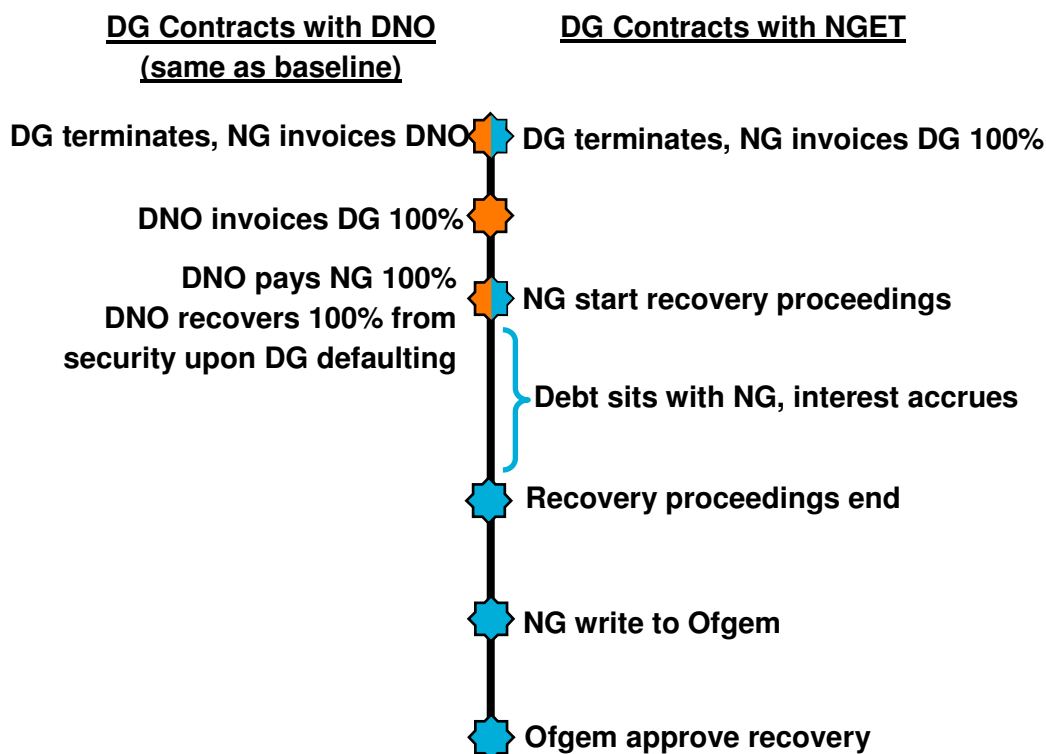 DG Contracts with DNO
(same as baseline)
DG Contracts with NGET
DG terminates, NG invoices DNO
DG terminates, NG invoices DG 100%
DNO invoices DG 100%
DNO pays NG 100%
DNO recovers 100% from
security upon DG defaulting
NG start recovery proceedings
Debt sits with NG, interest accrues
Recovery proceedings end
NG write to Ofgem
Ofgem approve recovery